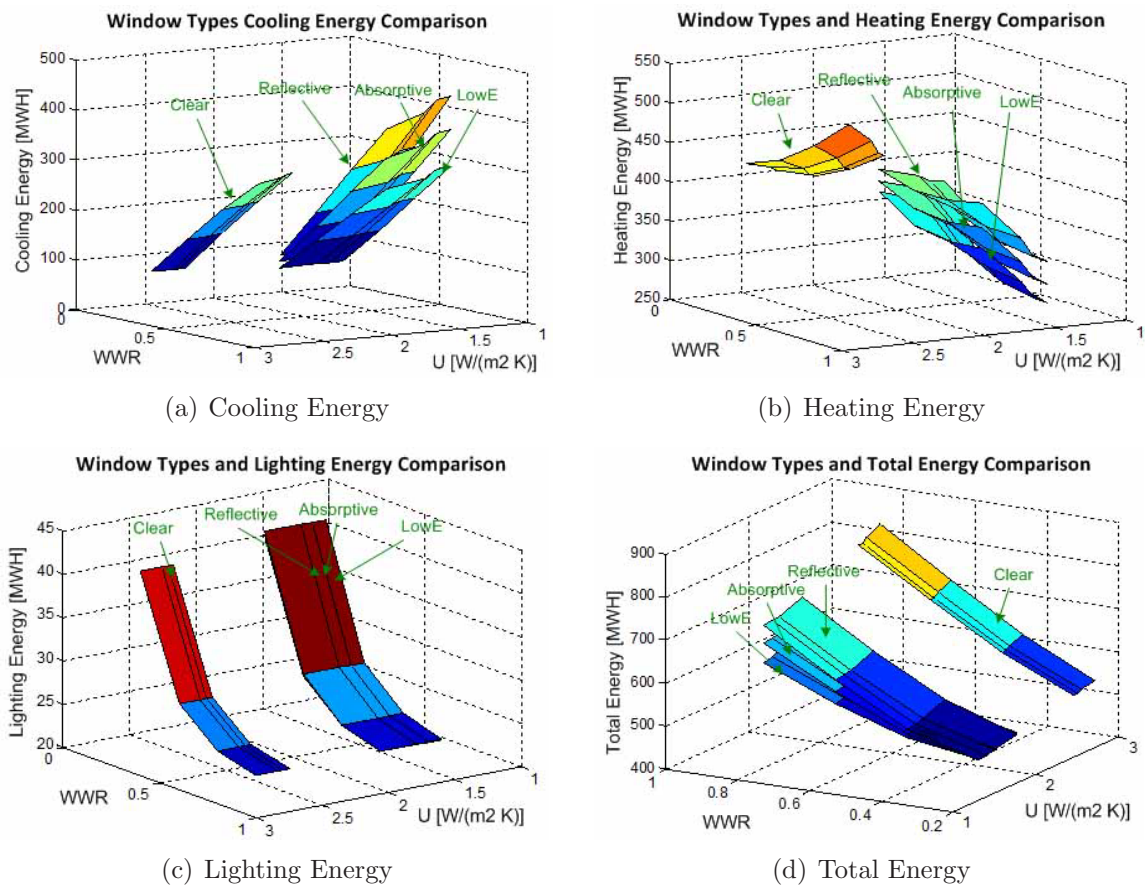 Window Types Cooling Energy Comparison
500
400
300
200
100
0
Cooling Energy [MWH]
Clear
Reflective
Absorptive
LowE
0
0.5
1
WWR
3
2.5
2
1.5
1
U [W/(m2 K)]
(a) Cooling Energy
Window Types and Heating Energy Comparison
550
500
450
400
350
300
250
Heating Energy [MWH]
Clear
Reflective
Absorptive
LowE
0
0.5
1
WWR
3
2.5
2
1.5
1
U [W/(m2 K)]
(b) Heating Energy
Window Types and Lighting Energy Comparison
45
40
35
30
25
20
Lighting Energy [MWH]
Clear
Reflective
Absorptive
LowE
0
0.5
1
WWR
3
2.5
2
1.5
1
U [W/(m2 K)]
(c) Lighting Energy
Window Types and Total Energy Comparison
900
800
700
600
500
400
Total Energy [MWH]
Reflective
Absorptive
LowE
Clear
1
0.8
0.6
0.4
0.2
WWR
1
2
3
U [W/(m2 K)]
(d) Total Energy